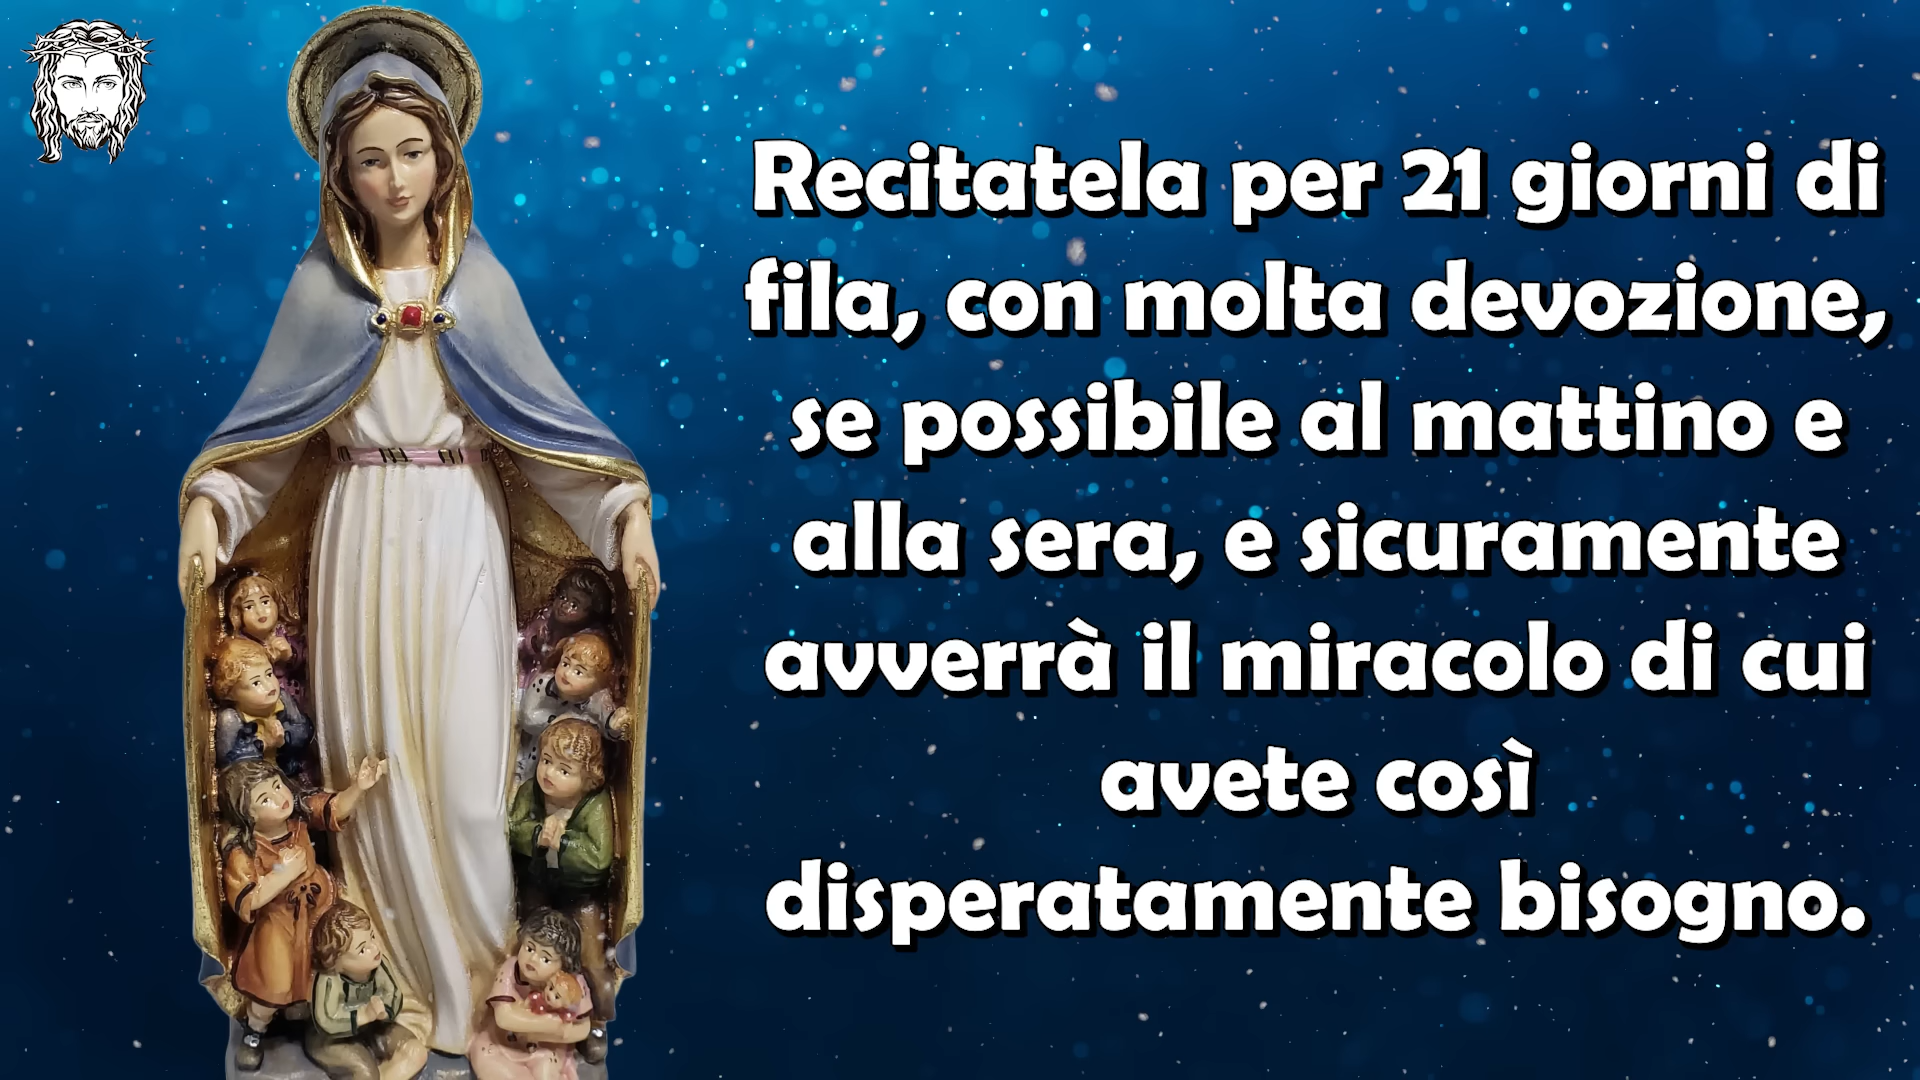 Recitatela per 21 giorni di
fila, con molta devozione,
se possibile al mattino e
alla sera, e sicuramente
avverrà il miracolo di cui
avete così
disperatamente bisogno.